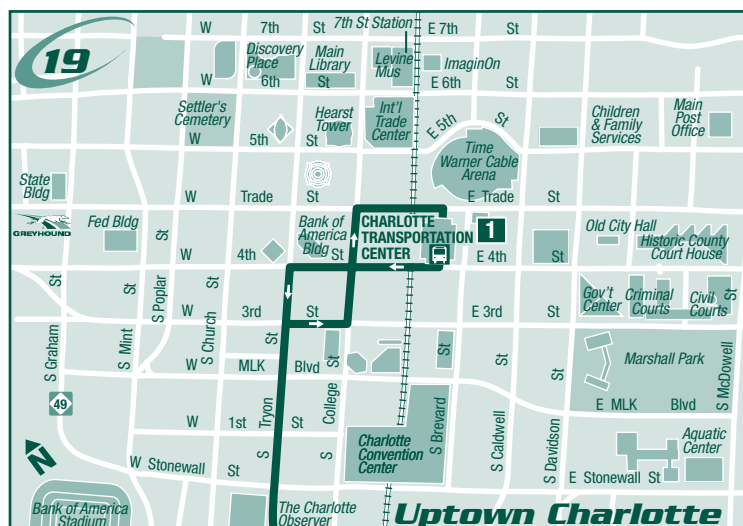 19
W 7th St
7th St Station
E 7th St
Discovery
Place
Main
Library
Levine
Mus
ImaginOn
W 6th St
E 6th St
Settler's
Cemetery
Hearst
Tower
Int'l
Trade
Center
Children
& Family
Services
Main
Post
Office
W 5th St
E 5th St
Time
Warner Cable
Arena
State
Bldg
W Trade St
E Trade St
GREYHOUND
Fed Bldg
Bank of
America
Bldg
CHARLOTTE
TRANSPORTATION
CENTER
1
Old City Hall
Historic County
Court House
W 4th St
E 4th St
Gov't
Center
Criminal
Courts
Civil
Courts
W 3rd St
E 3rd St
S Graham St
S Mint St
S Poplar St
S Church St
S Tryon St
S College St
S Brevard St
S Caldwell St
S Davidson St
S McDowell St
Marshall Park
W MLK Blvd
E MLK Blvd
49
W 1st St
Charlotte
Convention
Center
Aquatic
Center
N
W Stonewall St
E Stonewall St
Bank of America
Stadium
The Charlotte
Observer
Uptown Charlotte